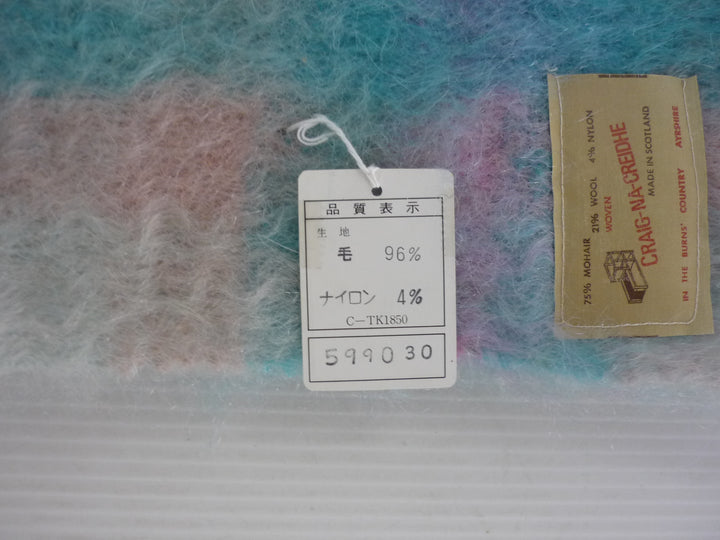 品質表示
生地
毛 96%
ナイロン 4%
C-TK1850
599030
75% MOHAIR 21% WOOL 4% NYLON
WOVEN
CRAIG-NA-CREIDHE
MADE IN SCOTLAND
IN THE BURNS' COUNTRY AYRSHIRE